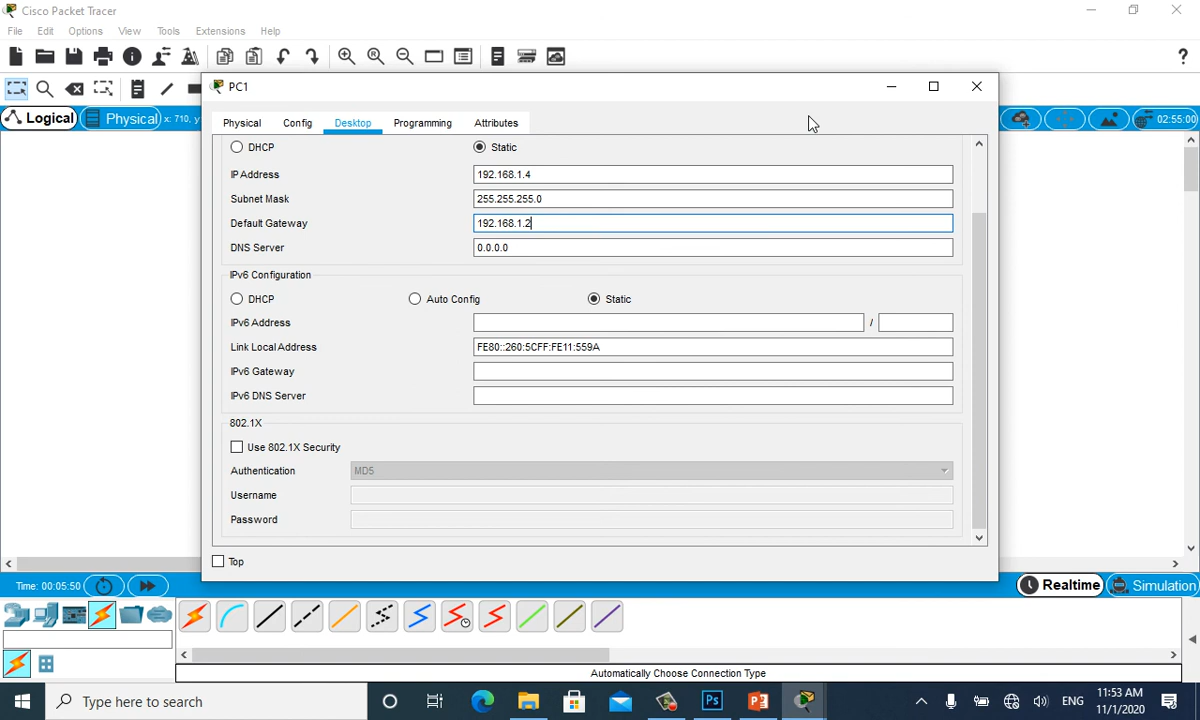 Cisco Packet Tracer
File Edit Options View Tools Extensions Help
PC1
Logical
Physical x: 710, y
02:55:00
Physical Config Desktop Programming Attributes
DHCP Static
IP Address 192.168.1.4
Subnet Mask 255.255.255.0
Default Gateway 192.168.1.2
DNS Server 0.0.0.0
IPv6 Configuration
DHCP Auto Config Static
IPv6 Address /
Link Local Address FE80::260:5CFF:FE11:559A
IPv6 Gateway
IPv6 DNS Server
802.1X
Use 802.1X Security
Authentication MD5
Username
Password
Top
Time: 00:05:50 Realtime Simulation
Automatically Choose Connection Type
Type here to search
ENG
11:53 AM
11/1/2020